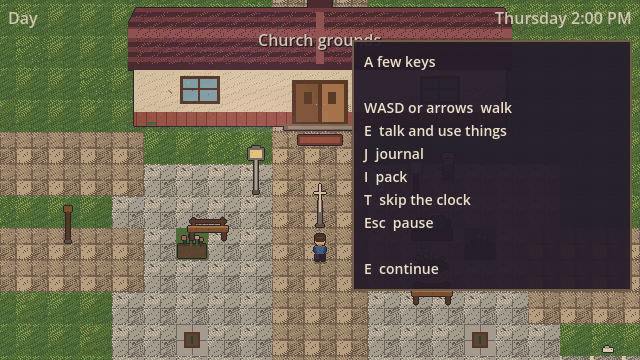 Day
Thursday 2:00 PM
Church grounds
A few keys
WASD or arrows walk
E talk and use things
J journal
I pack
T skip the clock
Esc pause
E continue